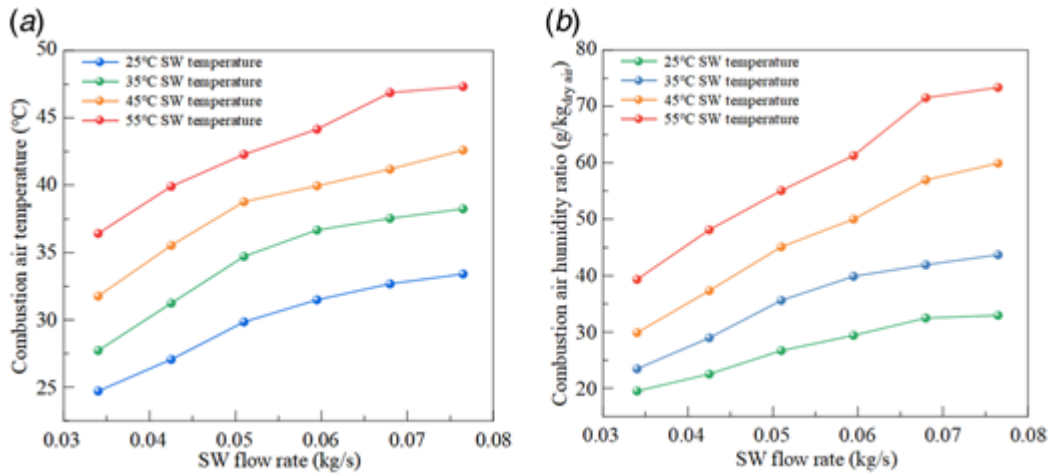 (a)
50
45
40
35
30
25
Combustion air temperature (°C)
25°C SW temperature
35°C SW temperature
45°C SW temperature
55°C SW temperature
0.03 0.04 0.05 0.06 0.07 0.08
SW flow rate (kg/s)
(b)
80
70
60
50
40
30
20
Combustion air humidity ratio (g/kg dry air)
25°C SW temperature
35°C SW temperature
45°C SW temperature
55°C SW temperature
0.03 0.04 0.05 0.06 0.07 0.08
SW flow rate (kg/s)